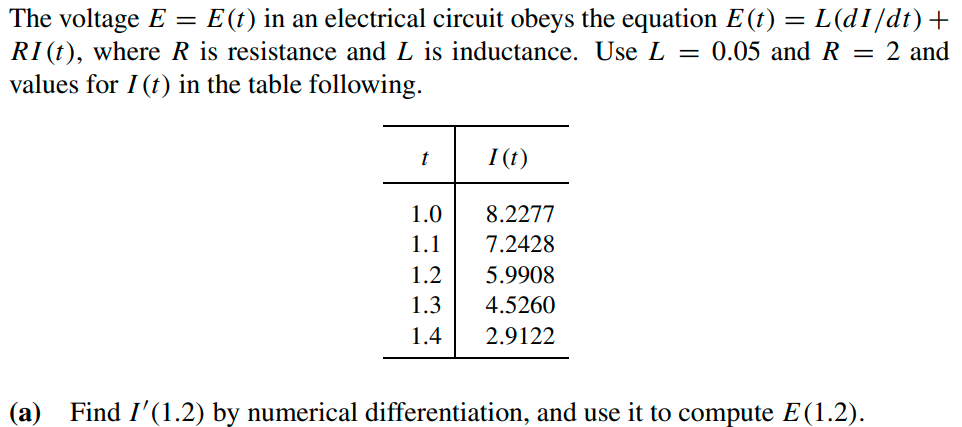 The voltage E = E(t) in an electrical circuit obeys the equation E(t) = L(dI/dt) +
RI(t), where R is resistance and L is inductance. Use L = 0.05 and R = 2 and
values for I(t) in the table following.
t I(t)
1.0 8.2277
1.1 7.2428
1.2 5.9908
1.3 4.5260
1.4 2.9122
(a) Find I′(1.2) by numerical differentiation, and use it to compute E(1.2).